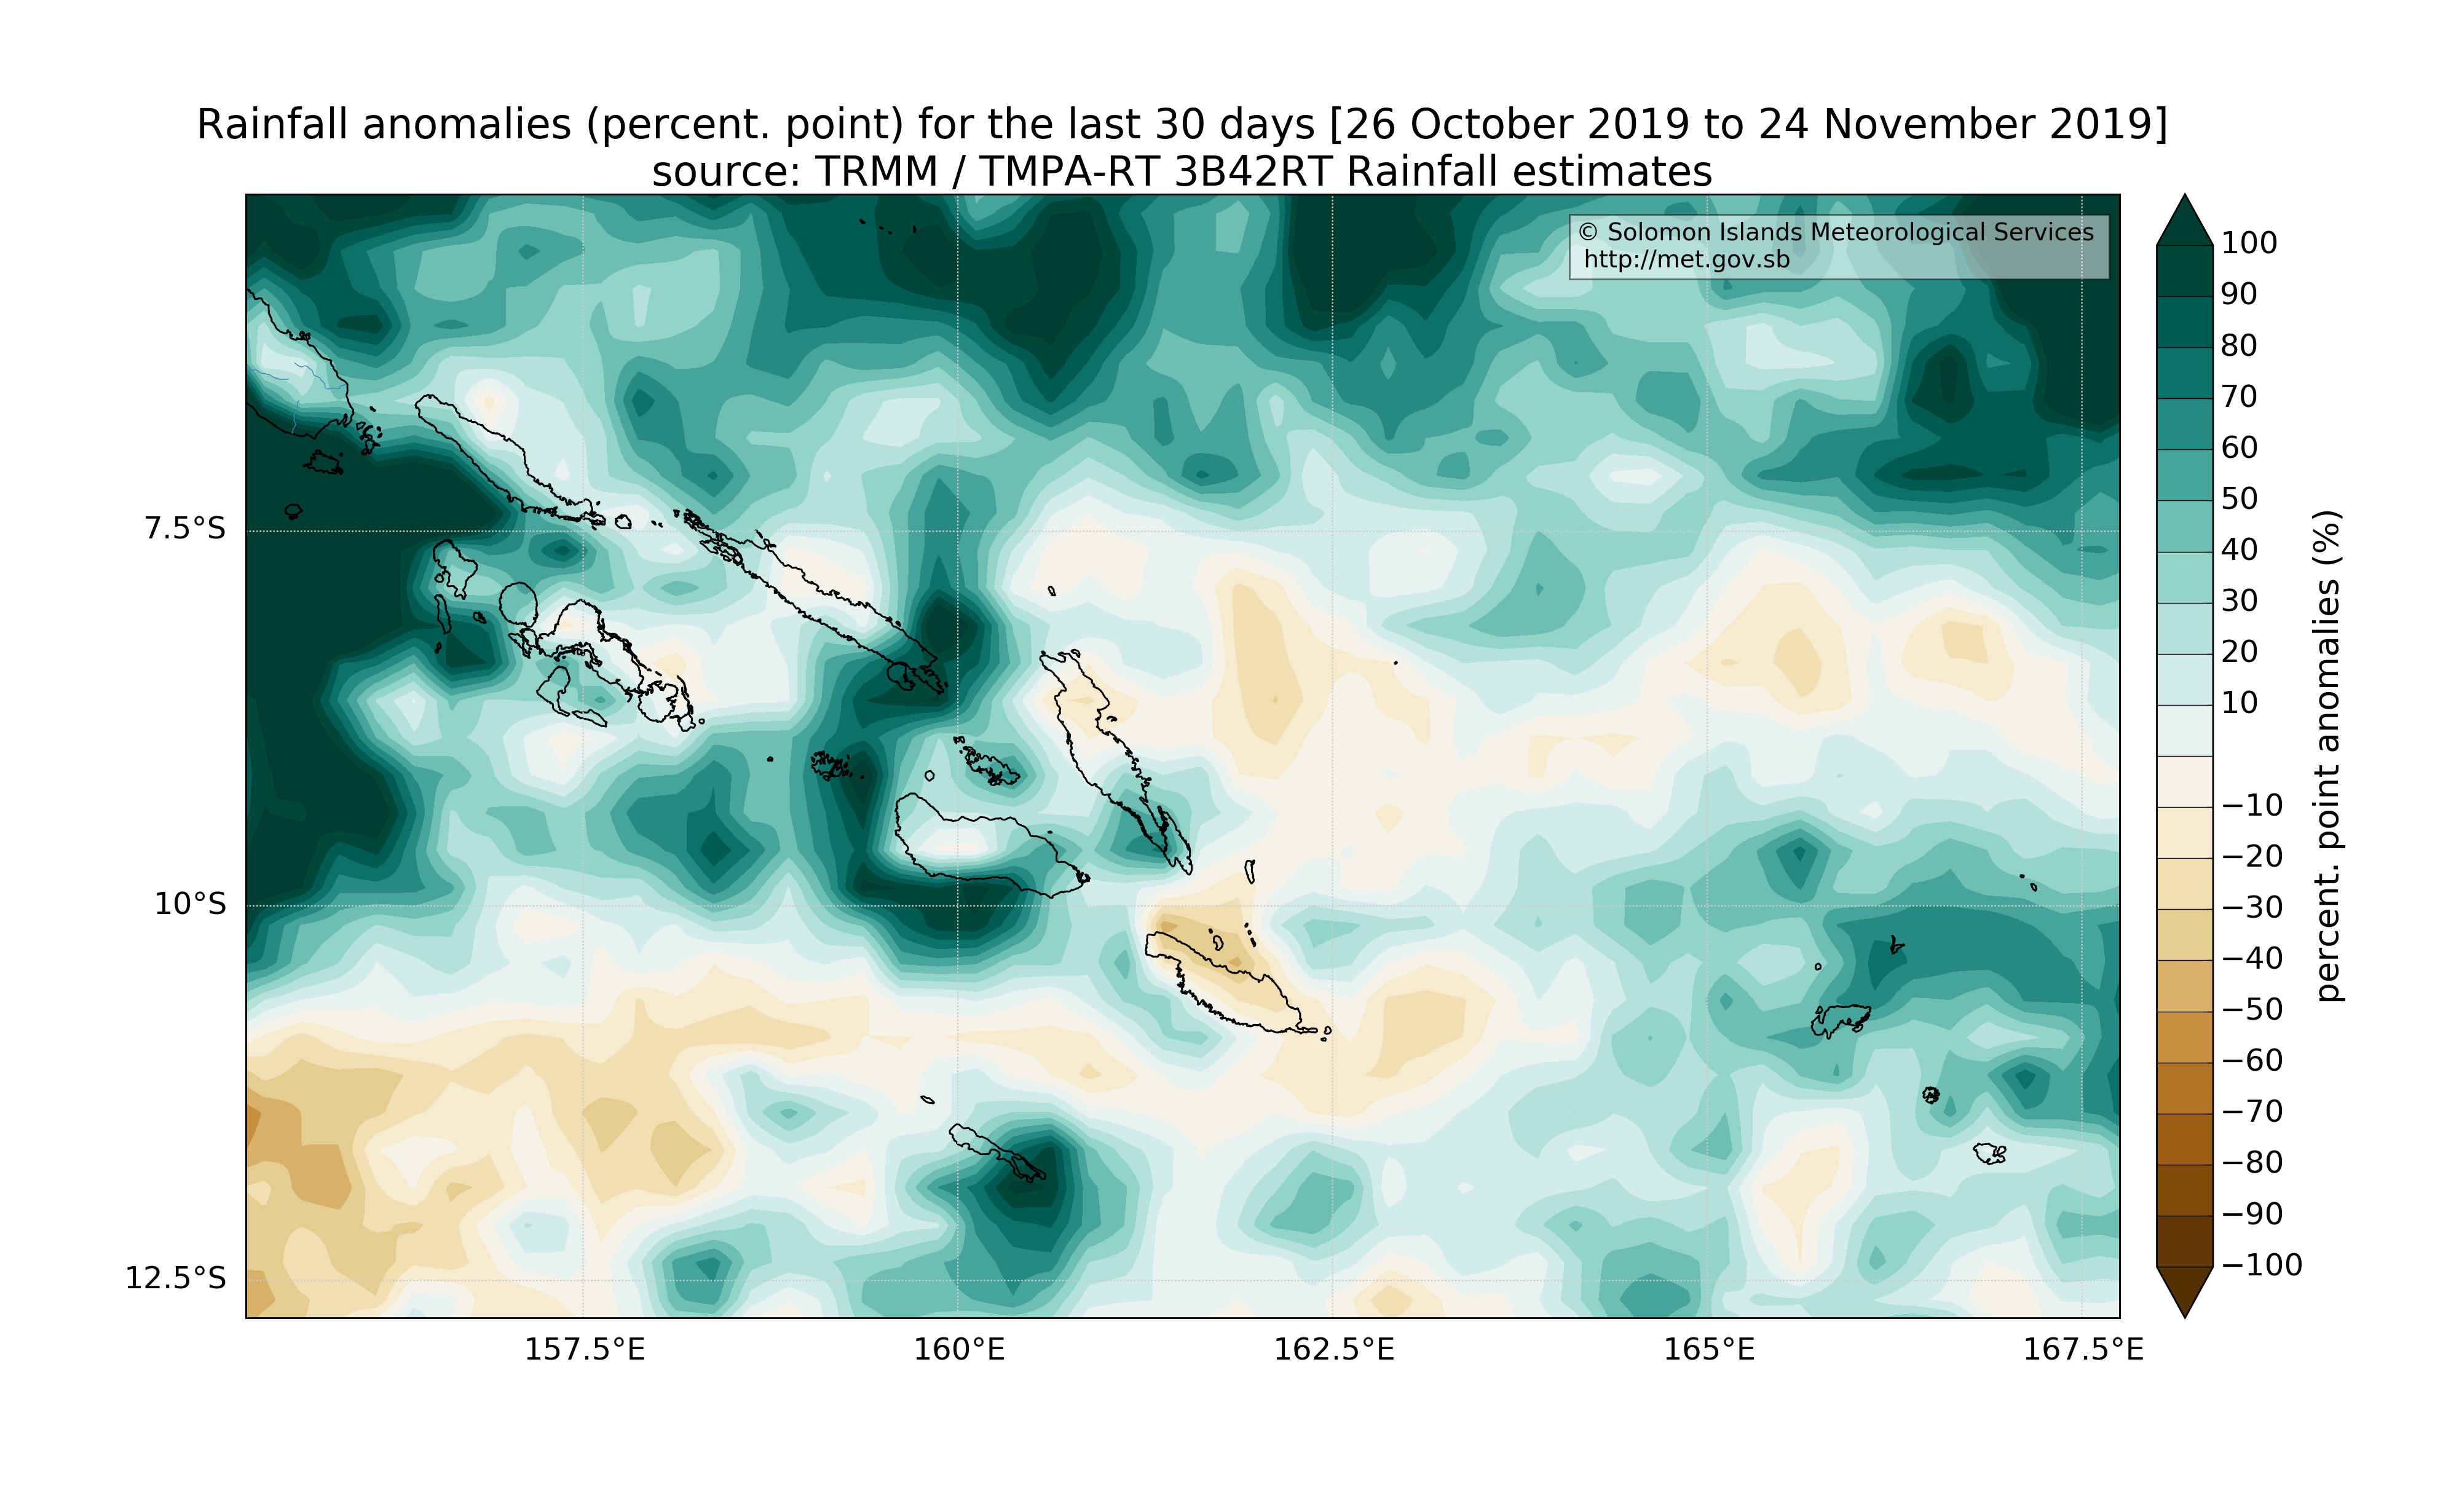 Rainfall anomalies (percent. point) for the last 30 days [26 October 2019 to 24 November 2019]
source: TRMM / TMPA-RT 3B42RT Rainfall estimates
© Solomon Islands Meteorological Services
http://met.gov.sb
7.5°S
10°S
12.5°S
157.5°E
160°E
162.5°E
165°E
167.5°E
100
90
80
70
60
50
40
30
20
10
−10
−20
−30
−40
−50
−60
−70
−80
−90
−100
percent. point anomalies (%)